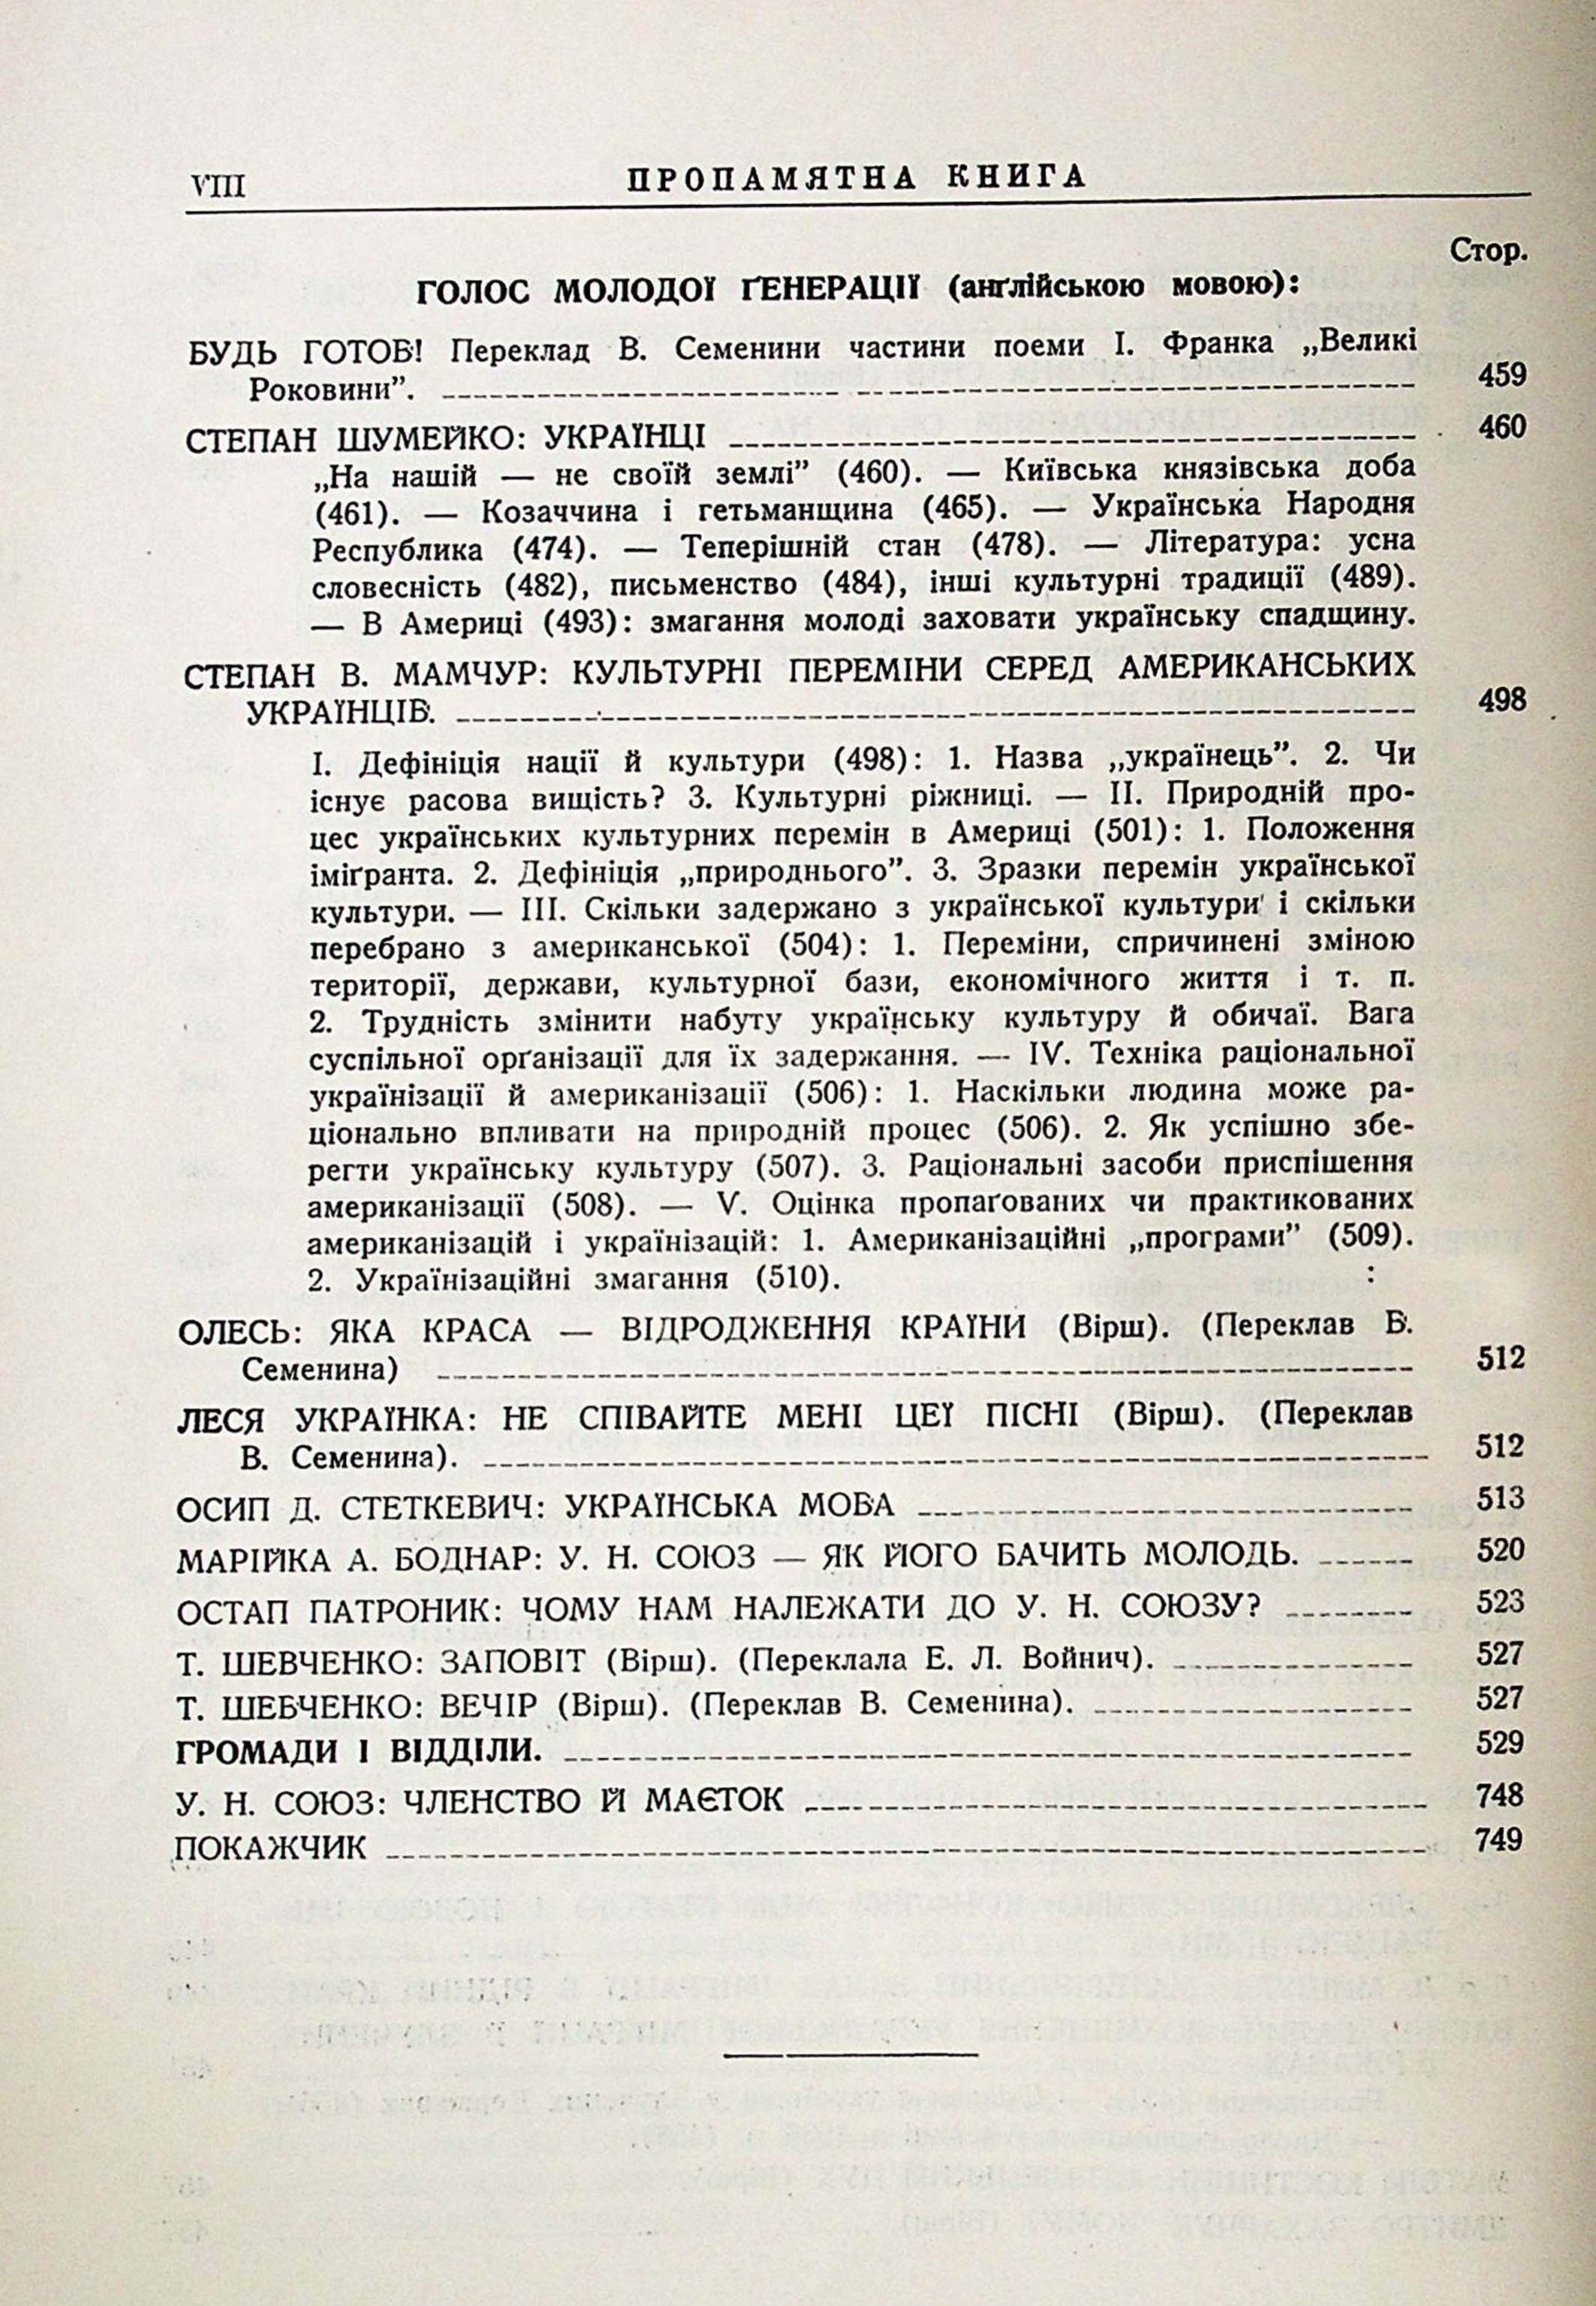 VIII ПРОПАМЯТНА КНИГА
Стор.
ГОЛОС МОЛОДОЇ ҐЕНЕРАЦІЇ (анґлійською мовою):
БУДЬ ГОТОВ! Переклад В. Семенини частини поеми І. Франка „Великі
Роковини”. 459
СТЕПАН ШУМЕЙКО: УКРАЇНЦІ 460
„На нашій — не своїй землі” (460). — Київська князівська доба
(461). — Козаччина і гетьманщина (465). — Українська Народня
Республика (474). — Теперішній стан (478). — Література: усна
словесність (482), письменство (484), інші культурні традиції (489).
— В Америці (493): змагання молоді заховати українську спадщину.
СТЕПАН В. МАМЧУР: КУЛЬТУРНІ ПЕРЕМІНИ СЕРЕД АМЕРИКАНСЬКИХ
УКРАЇНЦІВ. 498
I. Дефініція нації й культури (498): 1. Назва „українець”. 2. Чи
існує расова вищість? 3. Культурні ріжниці. — II. Природній про-
цес українських культурних перемін в Америці (501): 1. Положення
іміґранта. 2. Дефініція „природнього”. 3. Зразки перемін української
культури. — III. Скільки задержано з української культури і скільки
перебрано з американської (504): 1. Переміни, спричинені зміною
території, держави, культурної бази, економічного життя і т. п.
2. Трудність змінити набуту українську культуру й обичаї. Вага
суспільної орґанізації для їх задержання. — IV. Техніка раціональної
українізації й американізації (506): 1. Наскільки людина може ра-
ціонально впливати на природній процес (506). 2. Як успішно збе-
регти українську культуру (507). 3. Раціональні засоби приспішення
американізації (508). — V. Оцінка пропаґованих чи практикованих
американізацій і українізацій: 1. Американізаційні „програми” (509).
2. Українізаційні змагання (510).
ОЛЕСЬ: ЯКА КРАСА — ВІДРОДЖЕННЯ КРАЇНИ (Вірш). (Переклав В.
Семенина) 512
ЛЕСЯ УКРАЇНКА: НЕ СПІВАЙТЕ МЕНІ ЦЕЇ ПІСНІ (Вірш). (Переклав
В. Семенина). 512
ОСИП Д. СТЕТКЕВИЧ: УКРАЇНСЬКА МОВА 513
МАРІЙКА А. БОДНАР: У. Н. СОЮЗ — ЯК ЙОГО БАЧИТЬ МОЛОДЬ. 520
ОСТАП ПАТРОНИК: ЧОМУ НАМ НАЛЕЖАТИ ДО У. Н. СОЮЗУ? 523
Т. ШЕВЧЕНКО: ЗАПОВІТ (Вірш). (Переклала Е. Л. Войнич). 527
Т. ШЕВЧЕНКО: ВЕЧІР (Вірш). (Переклав В. Семенина). 527
ГРОМАДИ І ВІДДІЛИ. 529
У. Н. СОЮЗ: ЧЛЕНСТВО Й МАЄТОК 748
ПОКАЖЧИК 749